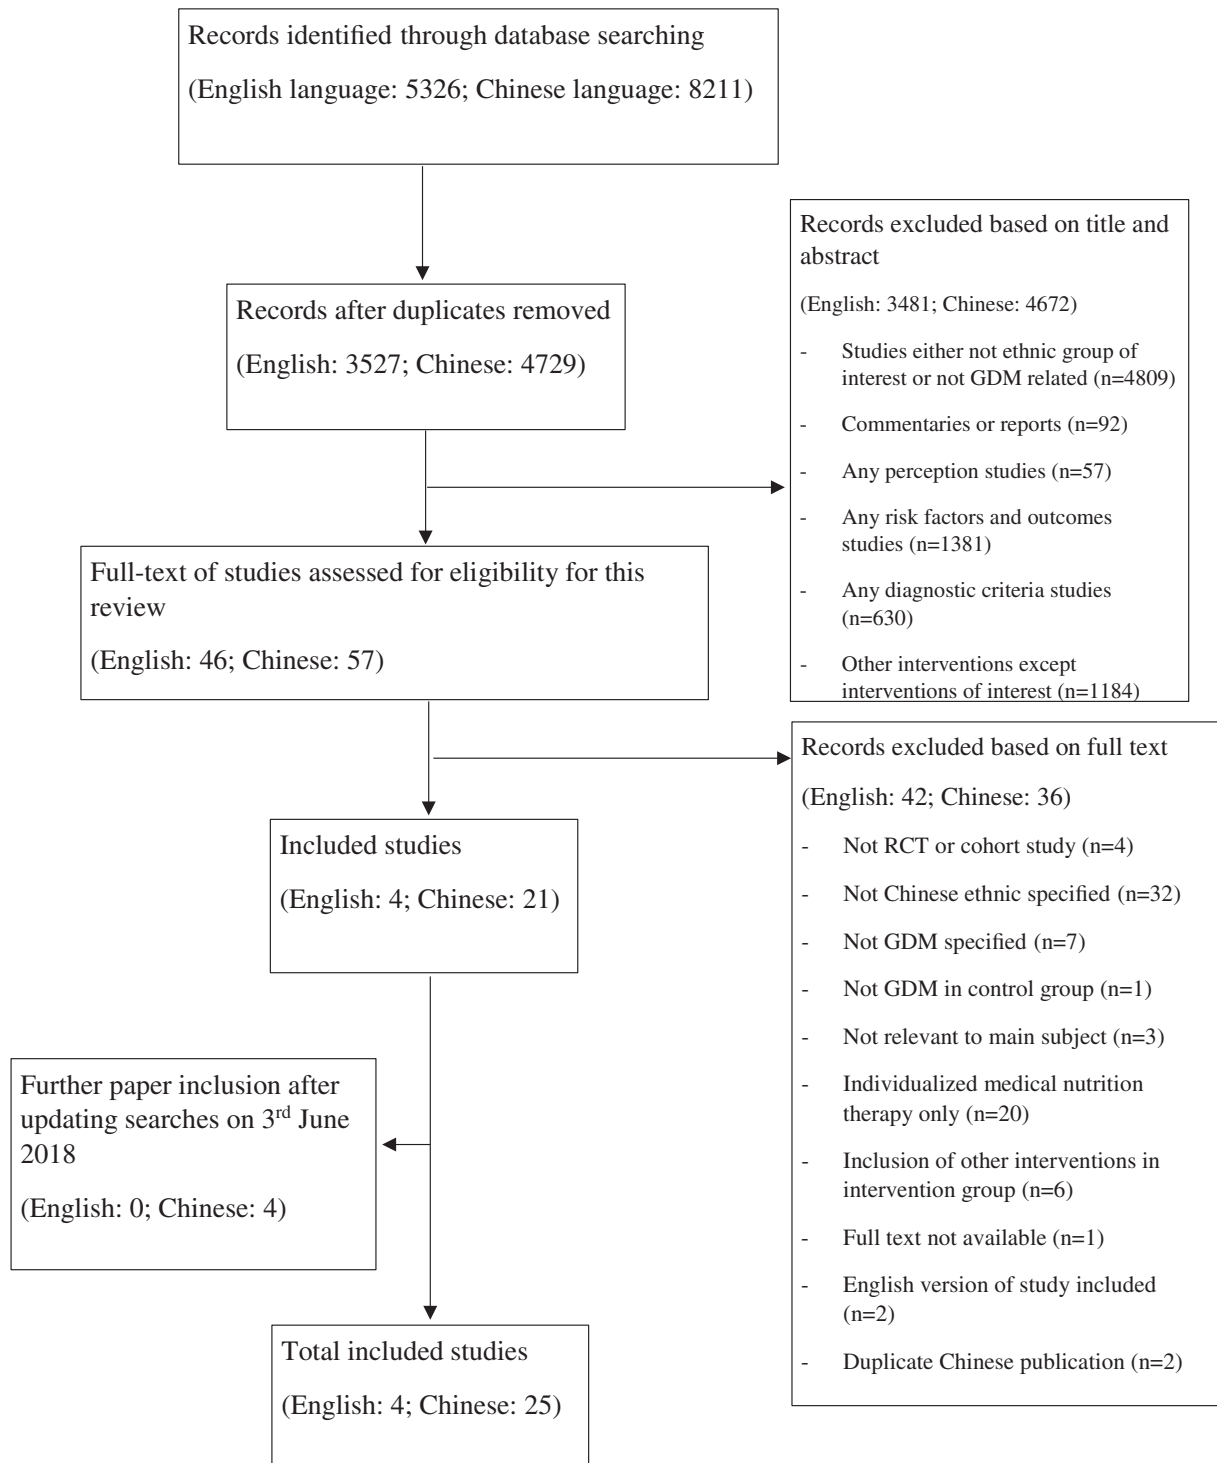 Records identified through database searching
(English language: 5326; Chinese language: 8211)
Records after duplicates removed
(English: 3527; Chinese: 4729)
Records excluded based on title and
abstract
(English: 3481; Chinese: 4672)
- Studies either not ethnic group of
interest or not GDM related (n=4809)
- Commentaries or reports (n=92)
- Any perception studies (n=57)
- Any risk factors and outcomes
studies (n=1381)
- Any diagnostic criteria studies
(n=630)
- Other interventions except
interventions of interest (n=1184)
Full-text of studies assessed for eligibility for this
review
(English: 46; Chinese: 57)
Records excluded based on full text
(English: 42; Chinese: 36)
- Not RCT or cohort study (n=4)
- Not Chinese ethnic specified (n=32)
- Not GDM specified (n=7)
- Not GDM in control group (n=1)
- Not relevant to main subject (n=3)
- Individualized medical nutrition
therapy only (n=20)
- Inclusion of other interventions in
intervention group (n=6)
- Full text not available (n=1)
- English version of study included
(n=2)
- Duplicate Chinese publication (n=2)
Included studies
(English: 4; Chinese: 21)
Further paper inclusion after
updating searches on 3rd June
2018
(English: 0; Chinese: 4)
Total included studies
(English: 4; Chinese: 25)